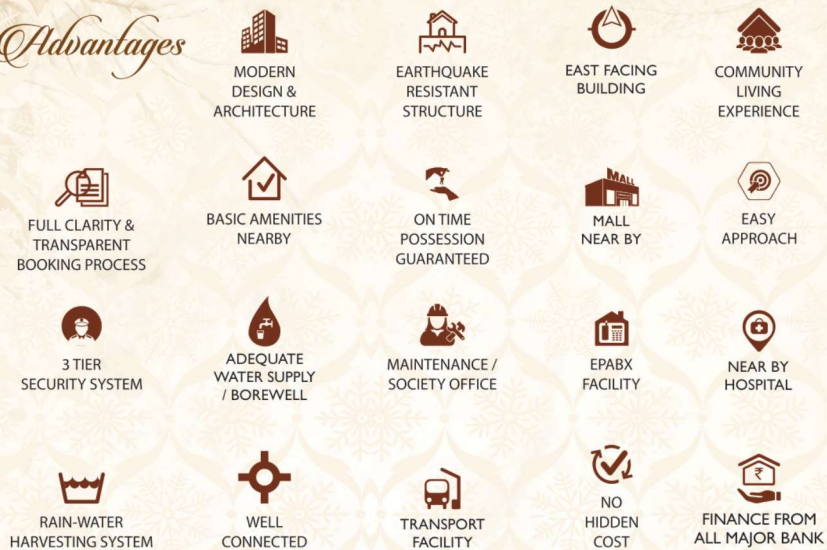 Advantages
MODERN
DESIGN &
ARCHITECTURE
EARTHQUAKE
RESISTANT
STRUCTURE
EAST FACING
BUILDING
COMMUNITY
LIVING
EXPERIENCE
FULL CLARITY &
TRANSPARENT
BOOKING PROCESS
BASIC AMENITIES
NEARBY
ON TIME
POSSESSION
GUARANTEED
MALL
MALL
NEAR BY
EASY
APPROACH
3 TIER
SECURITY SYSTEM
ADEQUATE
WATER SUPPLY
/ BOREWELL
MAINTENANCE /
SOCIETY OFFICE
EPABX
FACILITY
NEAR BY
HOSPITAL
RAIN-WATER
HARVESTING SYSTEM
WELL
CONNECTED
TRANSPORT
FACILITY
NO
HIDDEN
COST
₹
FINANCE FROM
ALL MAJOR BANK